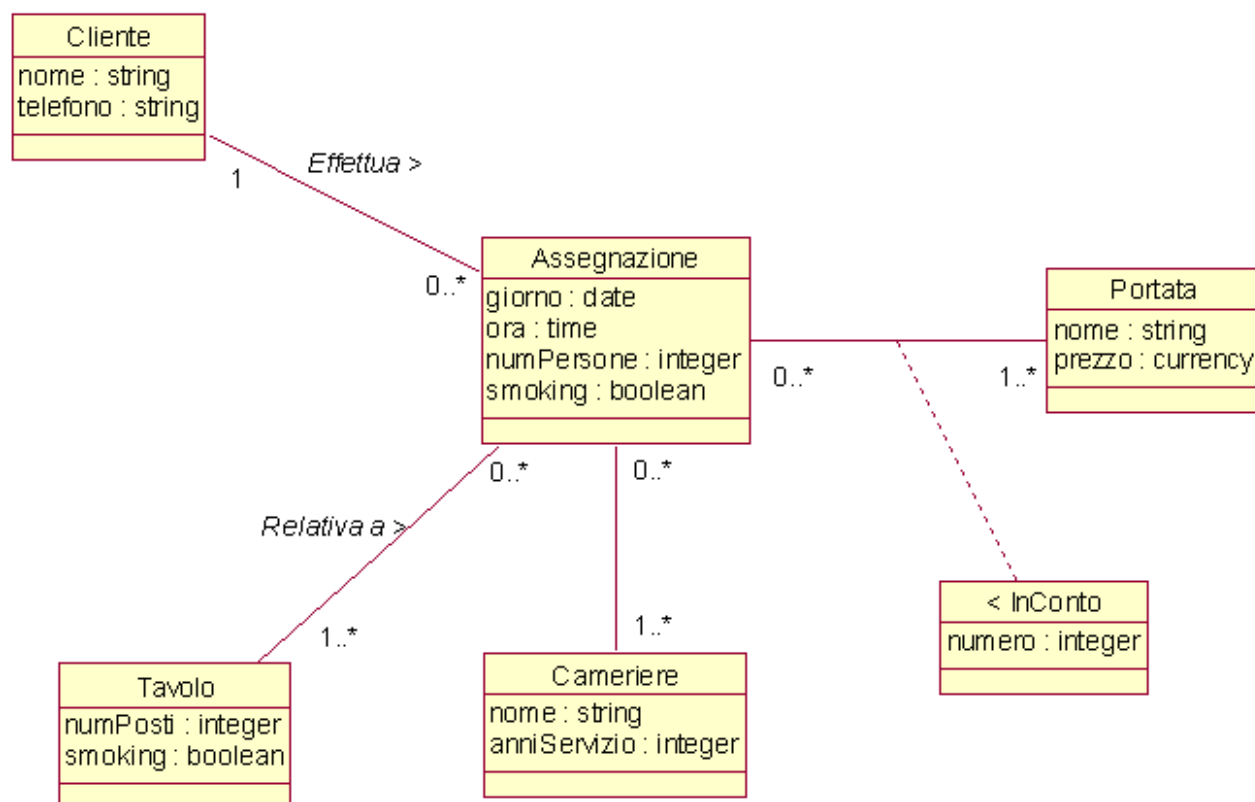 Cliente
nome : string
telefono : string
Effettua >
1
0..*
Assegnazione
giorno : date
ora : time
numPersone : integer
smoking : boolean
0..*
1..*
Portata
nome : string
prezzo : currency
0..*
0..*
Relativa a >
1..*
1..*
< InConto
numero : integer
Tavolo
numPosti : integer
smoking : boolean
Cameriere
nome : string
anniServizio : integer